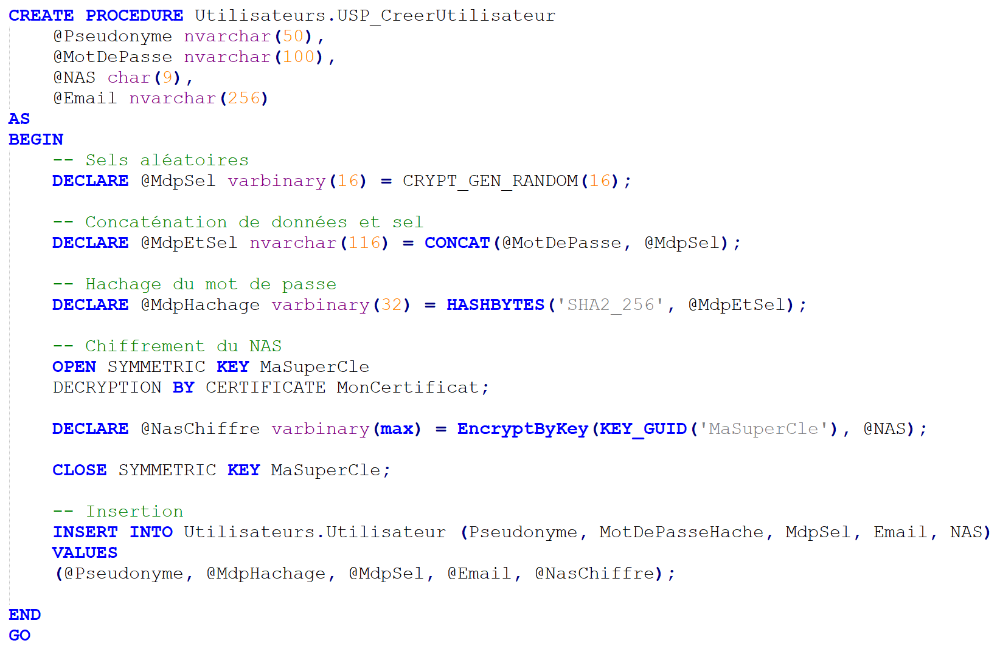 CREATE PROCEDURE Utilisateurs.USP_CreerUtilisateur
@Pseudonyme nvarchar(50),
@MotDePasse nvarchar(100),
@NAS char(9),
@Email nvarchar(256)
AS
BEGIN
-- Sels aléatoires
DECLARE @MdpSel varbinary(16) = CRYPT_GEN_RANDOM(16);
-- Concaténation de données et sel
DECLARE @MdpEtSel nvarchar(116) = CONCAT(@MotDePasse, @MdpSel);
-- Hachage du mot de passe
DECLARE @MdpHachage varbinary(32) = HASHBYTES('SHA2_256', @MdpEtSel);
-- Chiffrement du NAS
OPEN SYMMETRIC KEY MaSuperCle
DECRYPTION BY CERTIFICATE MonCertificat;
DECLARE @NasChiffre varbinary(max) = EncryptByKey(KEY_GUID('MaSuperCle'), @NAS);
CLOSE SYMMETRIC KEY MaSuperCle;
-- Insertion
INSERT INTO Utilisateurs.Utilisateur (Pseudonyme, MotDePasseHache, MdpSel, Email, NAS)
VALUES
(@Pseudonyme, @MdpHachage, @MdpSel, @Email, @NasChiffre);
END
GO